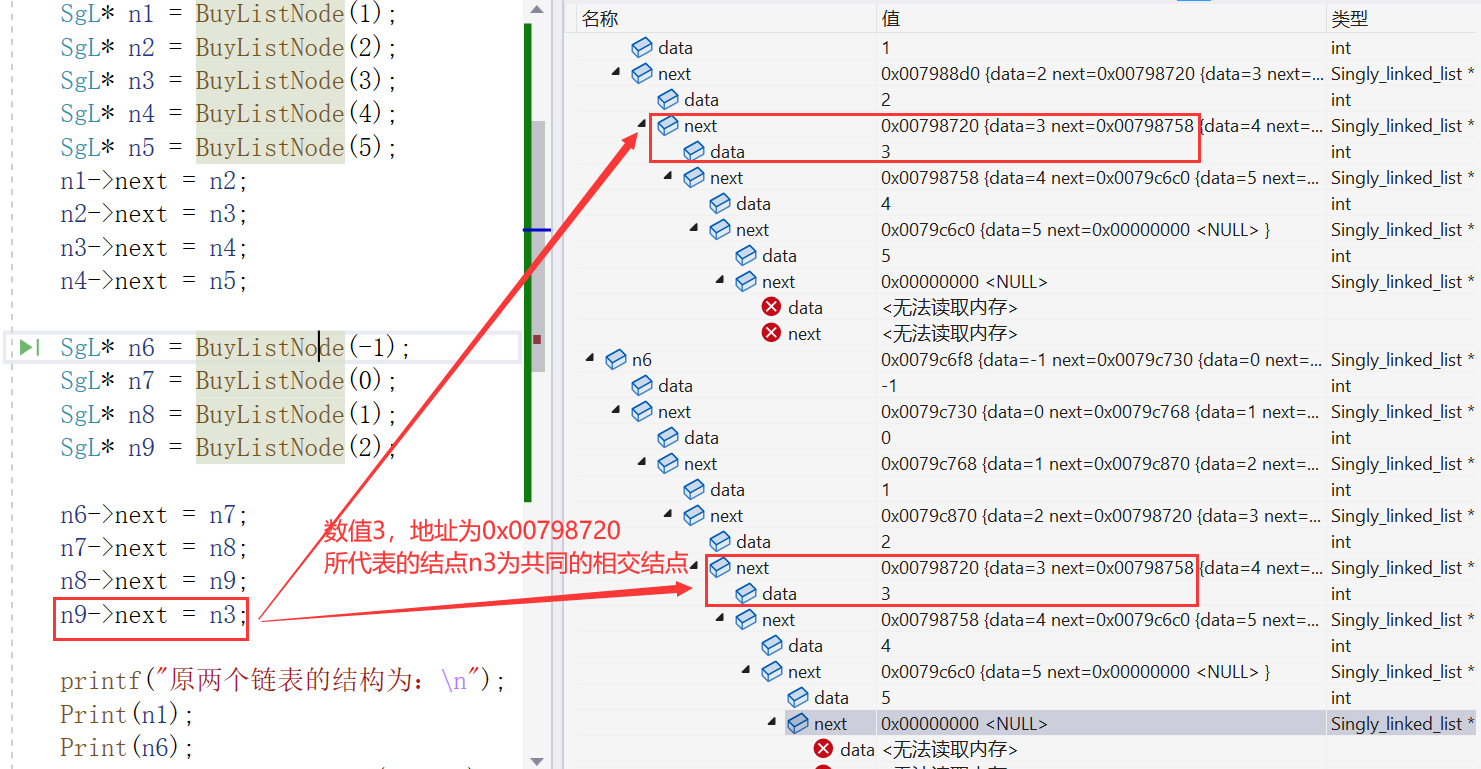 SgL* n1 = BuyListNode(1);
SgL* n2 = BuyListNode(2);
SgL* n3 = BuyListNode(3);
SgL* n4 = BuyListNode(4);
SgL* n5 = BuyListNode(5);
n1->next = n2;
n2->next = n3;
n3->next = n4;
n4->next = n5;
SgL* n6 = BuyListNode(-1);
SgL* n7 = BuyListNode(0);
SgL* n8 = BuyListNode(1);
SgL* n9 = BuyListNode(2);
n6->next = n7;
n7->next = n8;
n8->next = n9;
n9->next = n3;
printf("原两个链表的结构为: \n");
Print(n1);
Print(n6);
数值3，地址为0x00798720
所代表的结点n3为共同的相交结点
名称 值 类型
data 1 int
next 0x007988d0 {data=2 next=0x00798720 {data=3 next=... Singly_linked_list *
data 2 int
next 0x00798720 {data=3 next=0x00798758 {data=4 next=... Singly_linked_list *
data 3 int
next 0x00798758 {data=4 next=0x0079c6c0 {data=5 next=... Singly_linked_list *
data 4 int
next 0x0079c6c0 {data=5 next=0x00000000 <NULL> } Singly_linked_list *
data 5 int
next 0x00000000 <NULL> Singly_linked_list *
data <无法读取内存>
next <无法读取内存>
n6 0x0079c6f8 {data=-1 next=0x0079c730 {data=0 next=... Singly_linked_list *
data -1 int
next 0x0079c730 {data=0 next=0x0079c768 {data=1 next=... Singly_linked_list *
data 0 int
next 0x0079c768 {data=1 next=0x0079c870 {data=2 next=... Singly_linked_list *
data 1 int
next 0x0079c870 {data=2 next=0x00798720 {data=3 next=... Singly_linked_list *
data 2 int
next 0x00798720 {data=3 next=0x00798758 {data=4 next=... Singly_linked_list *
data 3 int
next 0x00798758 {data=4 next=0x0079c6c0 {data=5 next=... Singly_linked_list *
data 4 int
next 0x0079c6c0 {data=5 next=0x00000000 <NULL> } Singly_linked_list *
data 5 int
next 0x00000000 <NULL> Singly_linked_list *
data <无法读取内存>